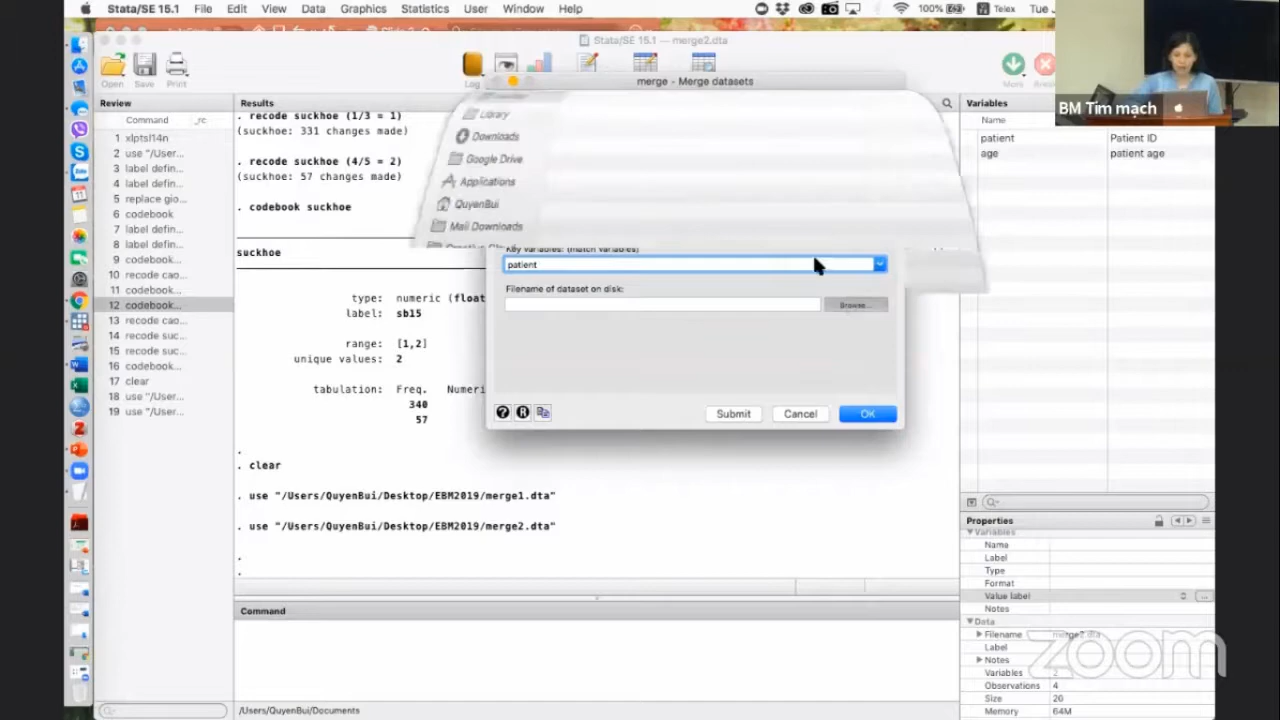 Stata/SE 15.1 File Edit View Data Graphics Statistics User Window Help 100% Telex Tue
Stata/SE 15.1 — merge2.dta
Open Save Print Log More
merge - Merge datasets
BM Tim mạch
Review Results Variables
Command _rc
Name
1 xlptsl14n
2 use "/User...
3 label defin...
4 label defin...
5 replace gio...
6 codebook
7 label defin...
8 label defin...
9 codebook...
10 recode cao...
11 codebook...
12 codebook...
13 recode cao...
14 recode suc...
15 recode suc...
16 codebook...
17 clear
18 use "/User...
19 use "/User...
. recode suckhoe (1/3 = 1)
(suckhoe: 331 changes made)
. recode suckhoe (4/5 = 2)
(suckhoe: 57 changes made)
. codebook suckhoe
suckhoe
type: numeric (float
label: sb15
range: [1,2]
unique values: 2
tabulation: Freq. Numeri
340
57
.
. clear
. use "/Users/QuyenBui/Desktop/EBM2019/merge1.dta"
. use "/Users/QuyenBui/Desktop/EBM2019/merge2.dta"
.
.
Library
Downloads
Google Drive
Applications
QuyenBui
Mail Downloads
Key variables: (match variables)
patient
Filename of dataset on disk:
Browse...
Submit Cancel OK
patient Patient ID
age patient age
Properties
Variables
Name
Label
Type
Format
Value label
Notes
Data
Filename merge2.dta
Label
Notes
Variables 2
Observations 4
Size 20
Memory 64M
Command
/Users/QuyenBui/Documents
zoom